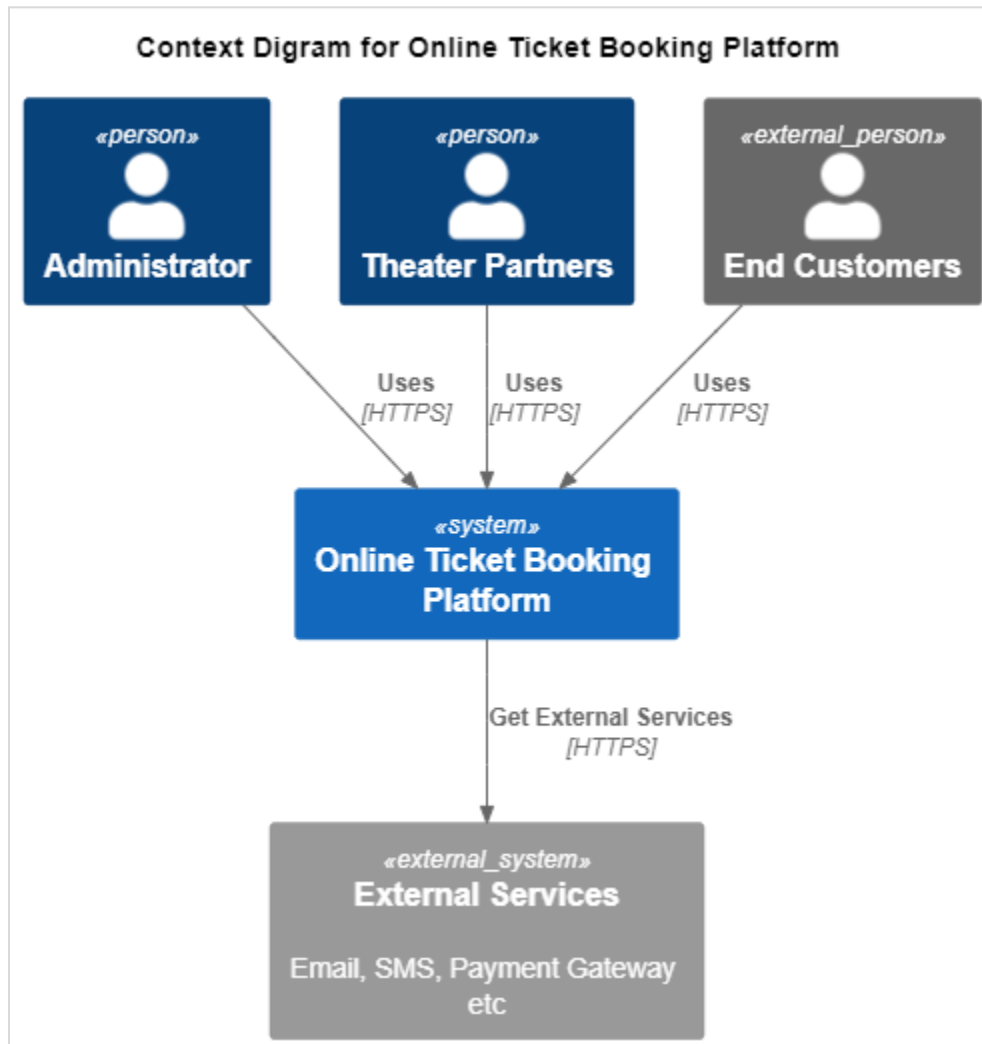 Context Digram for Online Ticket Booking Platform
«person»
Administrator
«person»
Theater Partners
«external_person»
End Customers
Uses
[HTTPS]
Uses
[HTTPS]
Uses
[HTTPS]
«system»
Online Ticket Booking
Platform
Get External Services
[HTTPS]
«external_system»
External Services
Email, SMS, Payment Gateway
etc